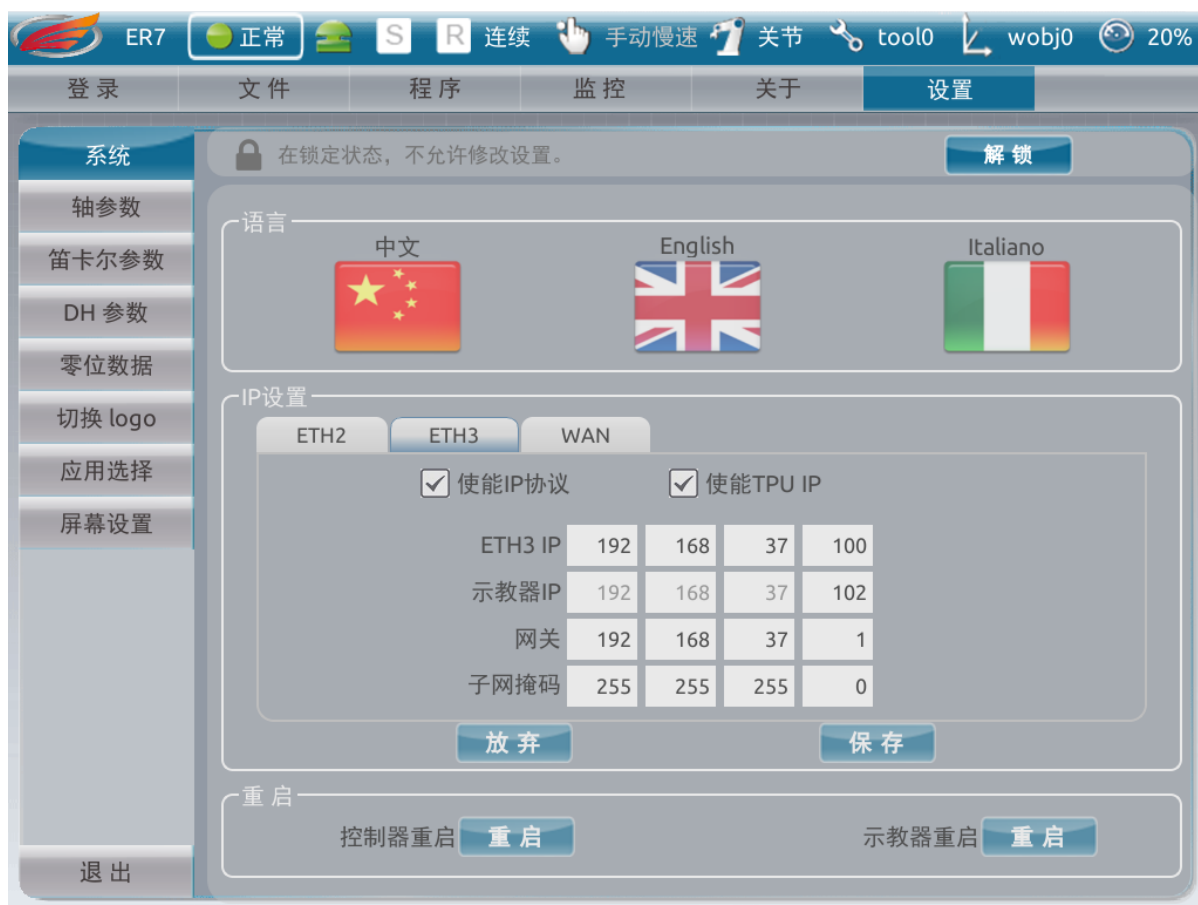 ER7 正常 S R 连续 手动慢速 关节 tool0 wobj0 20%
登录 文件 程序 监控 关于 设置
系统
在锁定状态，不允许修改设置。 解锁
轴参数
笛卡尔参数
DH 参数
零位数据
切换 logo
应用选择
屏幕设置
退出
语言
中文 English Italiano
IP设置
ETH2 ETH3 WAN
使能IP协议 使能TPU IP
ETH3 IP 192 168 37 100
示教器IP 192 168 37 102
网关 192 168 37 1
子网掩码 255 255 255 0
放弃 保存
重启
控制器重启 重启 示教器重启 重启